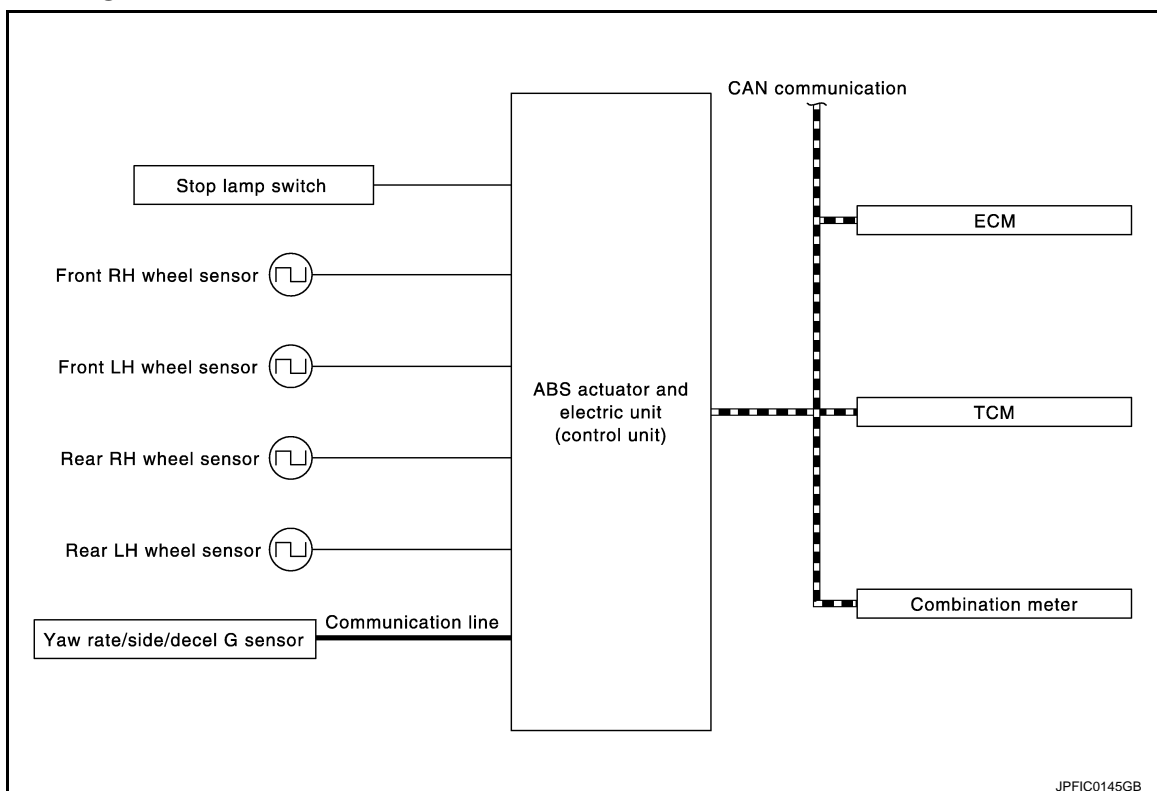 CAN communication
Stop lamp switch
ECM
Front RH wheel sensor
Front LH wheel sensor
ABS actuator and
electric unit
(control unit)
TCM
Rear RH wheel sensor
Rear LH wheel sensor
Combination meter
Communication line
Yaw rate/side/decel G sensor
JPFIC0145GB